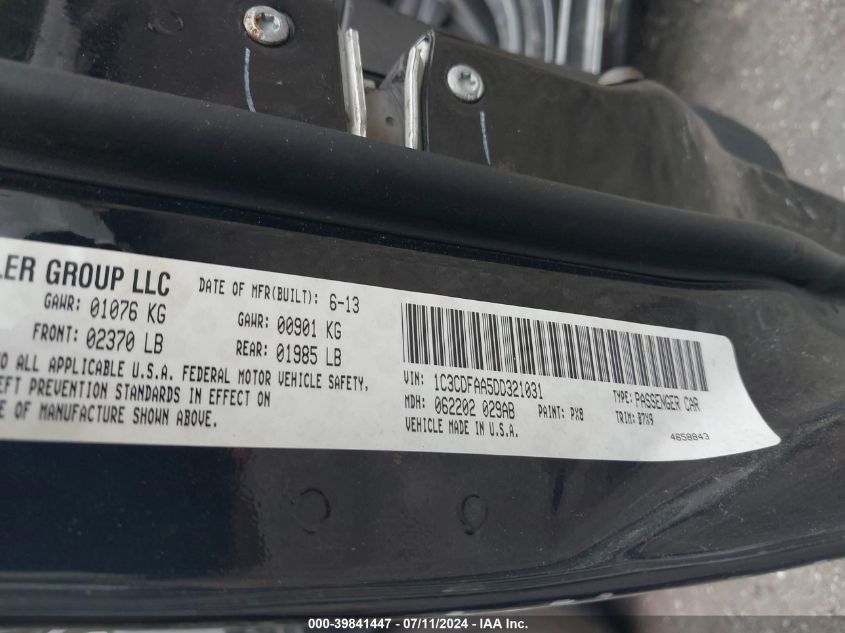 LER GROUP LLC
DATE OF MFR(BUILT): 6-13
GAWR: 01076 KG
GAWR: 00901 KG
FRONT: 02370 LB
REAR: 01985 LB
TO ALL APPLICABLE U.S.A. FEDERAL MOTOR VEHICLE SAFETY,
EFT PREVENTION STANDARDS IN EFFECT ON
E OF MANUFACTURE SHOWN ABOVE.
VIN: 1C3CDFAA5DD321031
TYPE: PASSENGER CAR
MDH: 062202 029AB PAINT: PX8 TRIM: B7X9
VEHICLE MADE IN U.S.A.
4658843
000-39841447 - 07/11/2024 - IAA Inc.